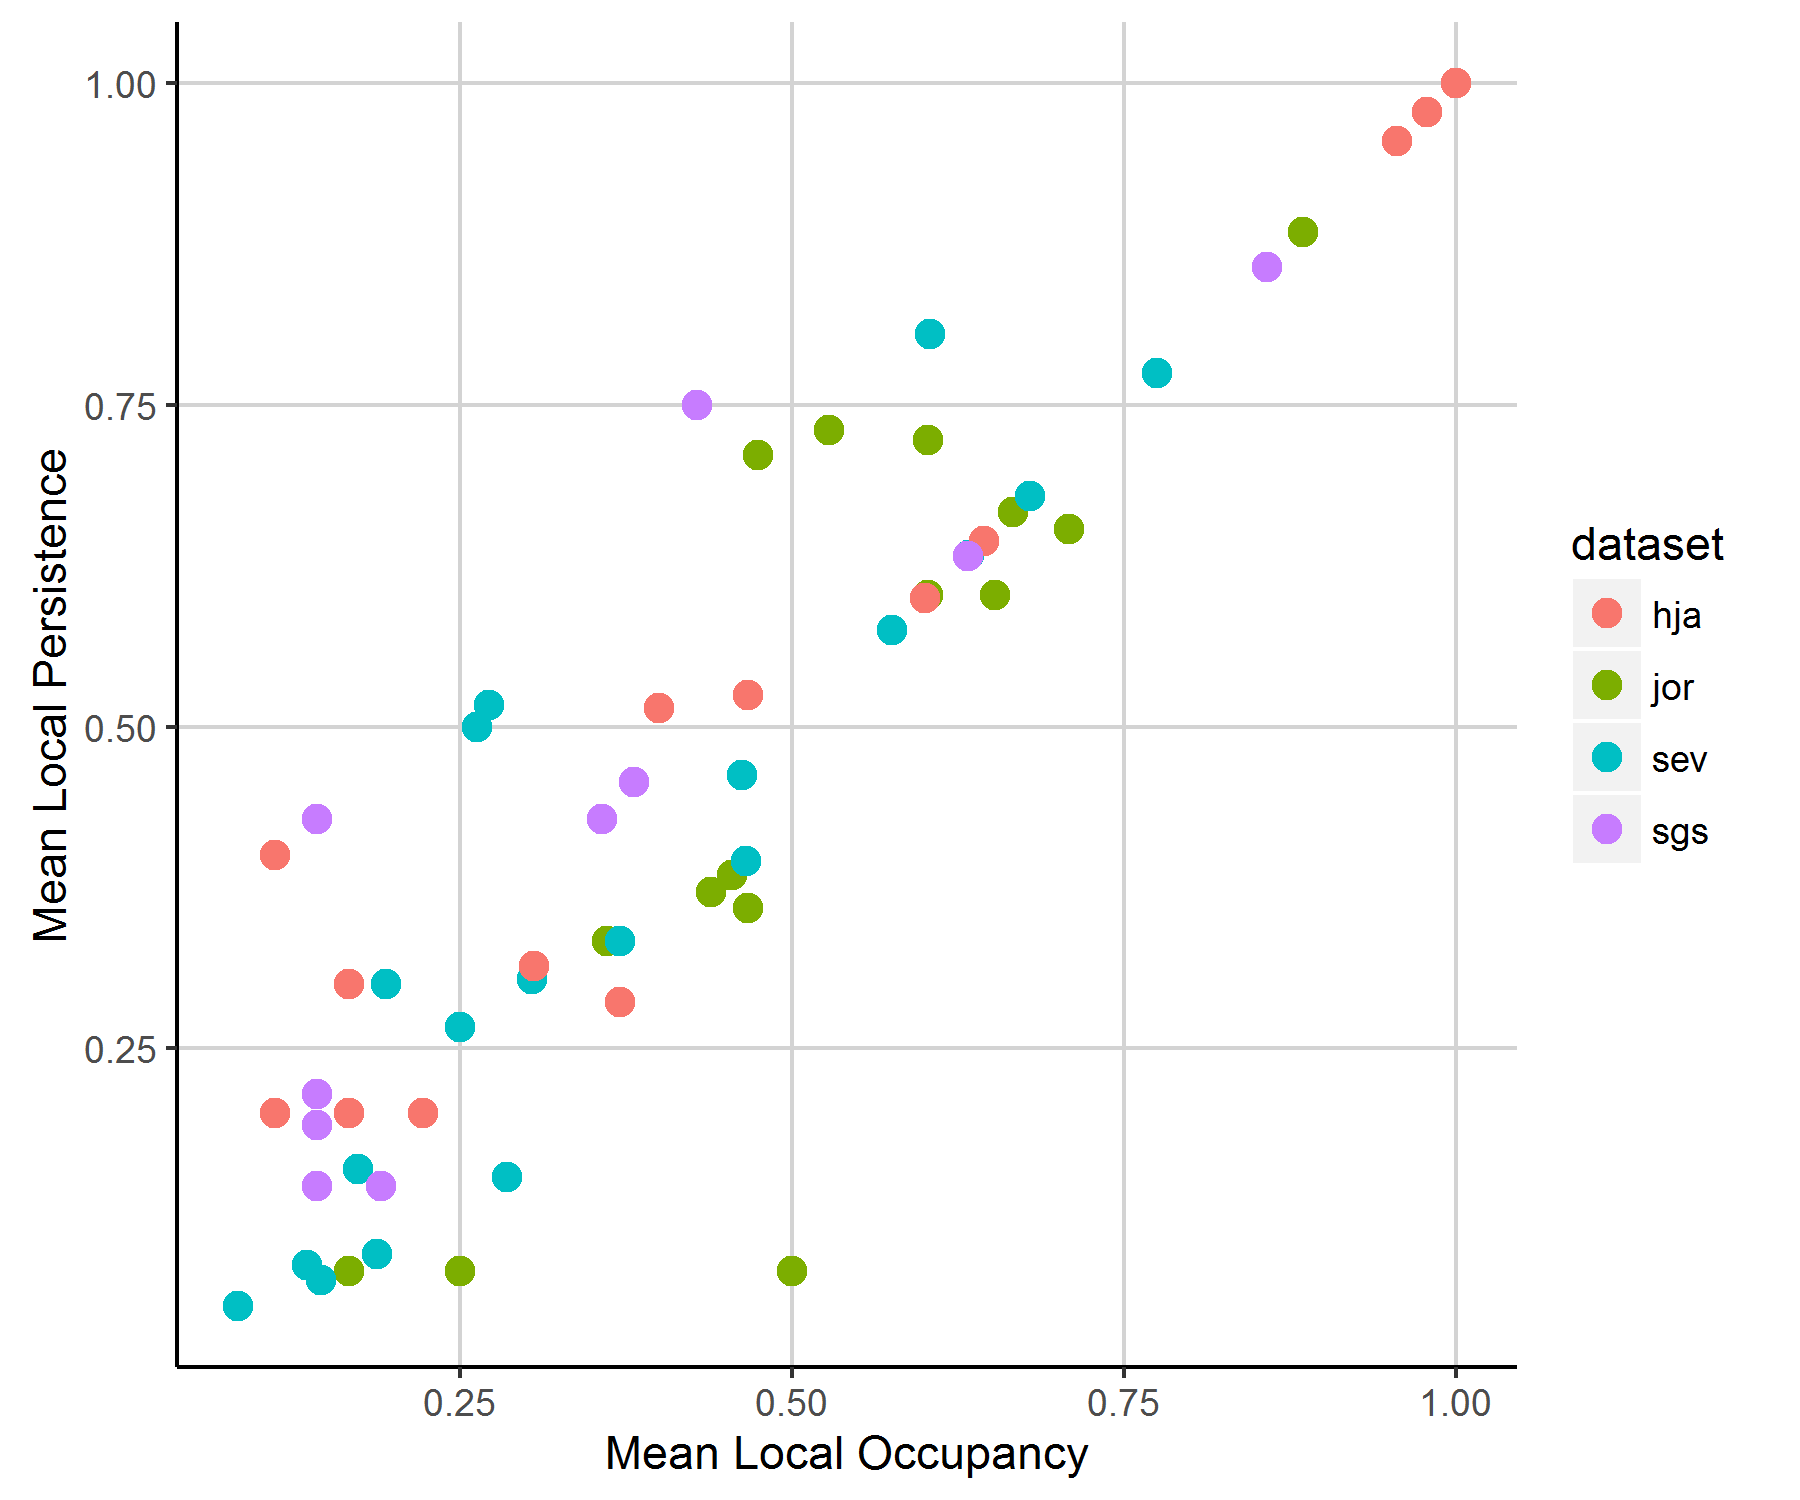 1.00
0.75
0.50
0.25
Mean Local Persistence
0.25
0.50
0.75
1.00
Mean Local Occupancy
dataset
hja
jor
sev
sgs